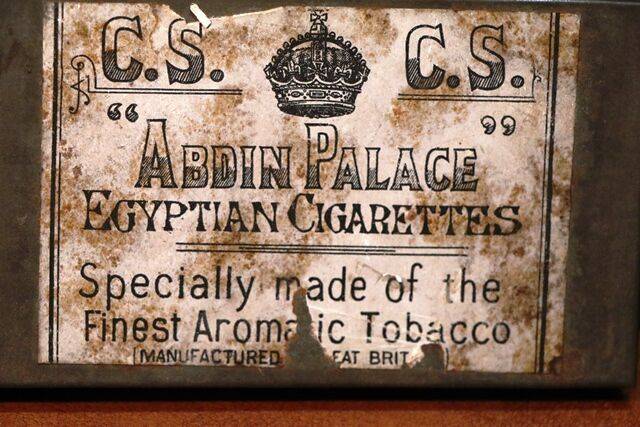 C.S. C.S.
“ABDIN PALACE”
EGYPTIAN CIGARETTES
Specially made of the
Finest Aromatic Tobacco
(MANUFACTURED